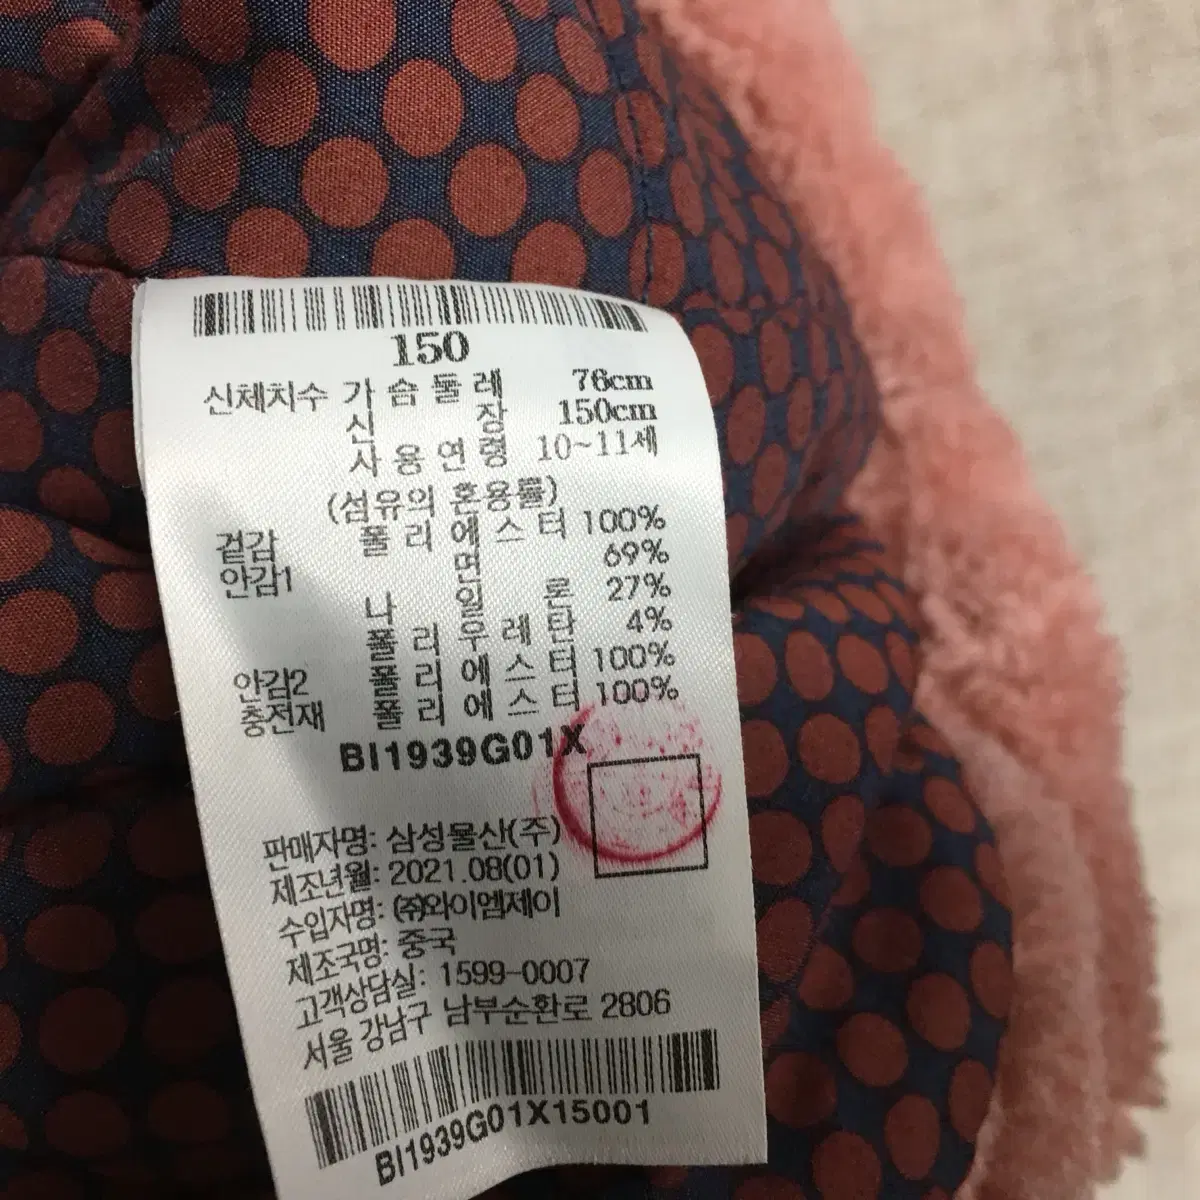 150
신체치수 가슴둘레 76cm
신장 150cm
사용연령 10~11세
(섬유의 혼용률)
겉감 폴리에스터 100%
안감1 면 69%
나일론 27%
폴리우레탄 4%
안감2 폴리에스터 100%
충전재 폴리에스터 100%
BI1939G01X
판매자명: 삼성물산(주)
제조년월: 2021.08(01)
수입자명: ㈜와이엠제이
제조국명: 중국
고객상담실: 1599-0007
서울 강남구 남부순환로 2806
BI1939G01X15001